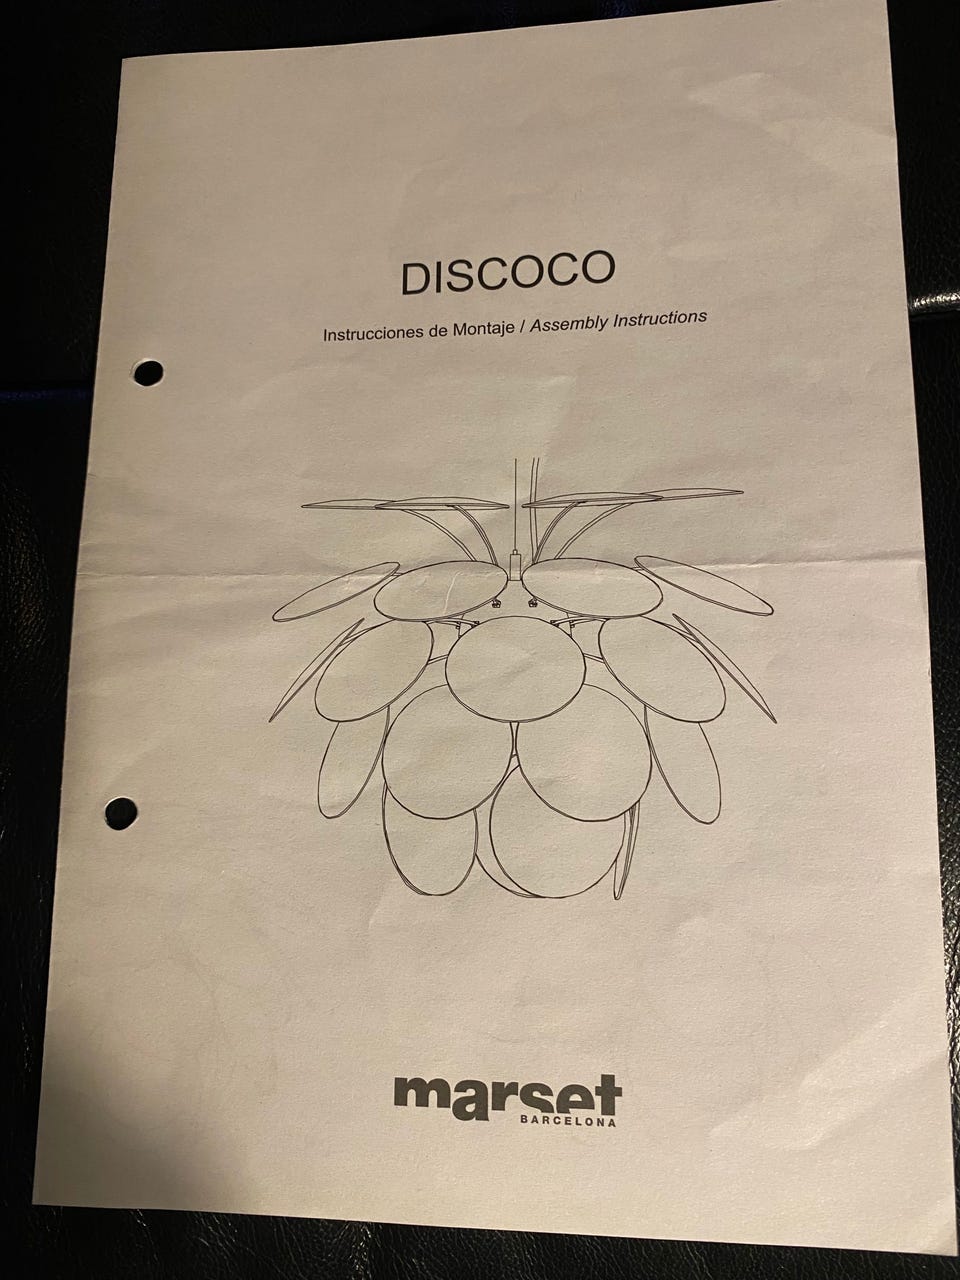 DISCOCO
Instrucciones de Montaje / Assembly Instructions
marset
BARCELONA